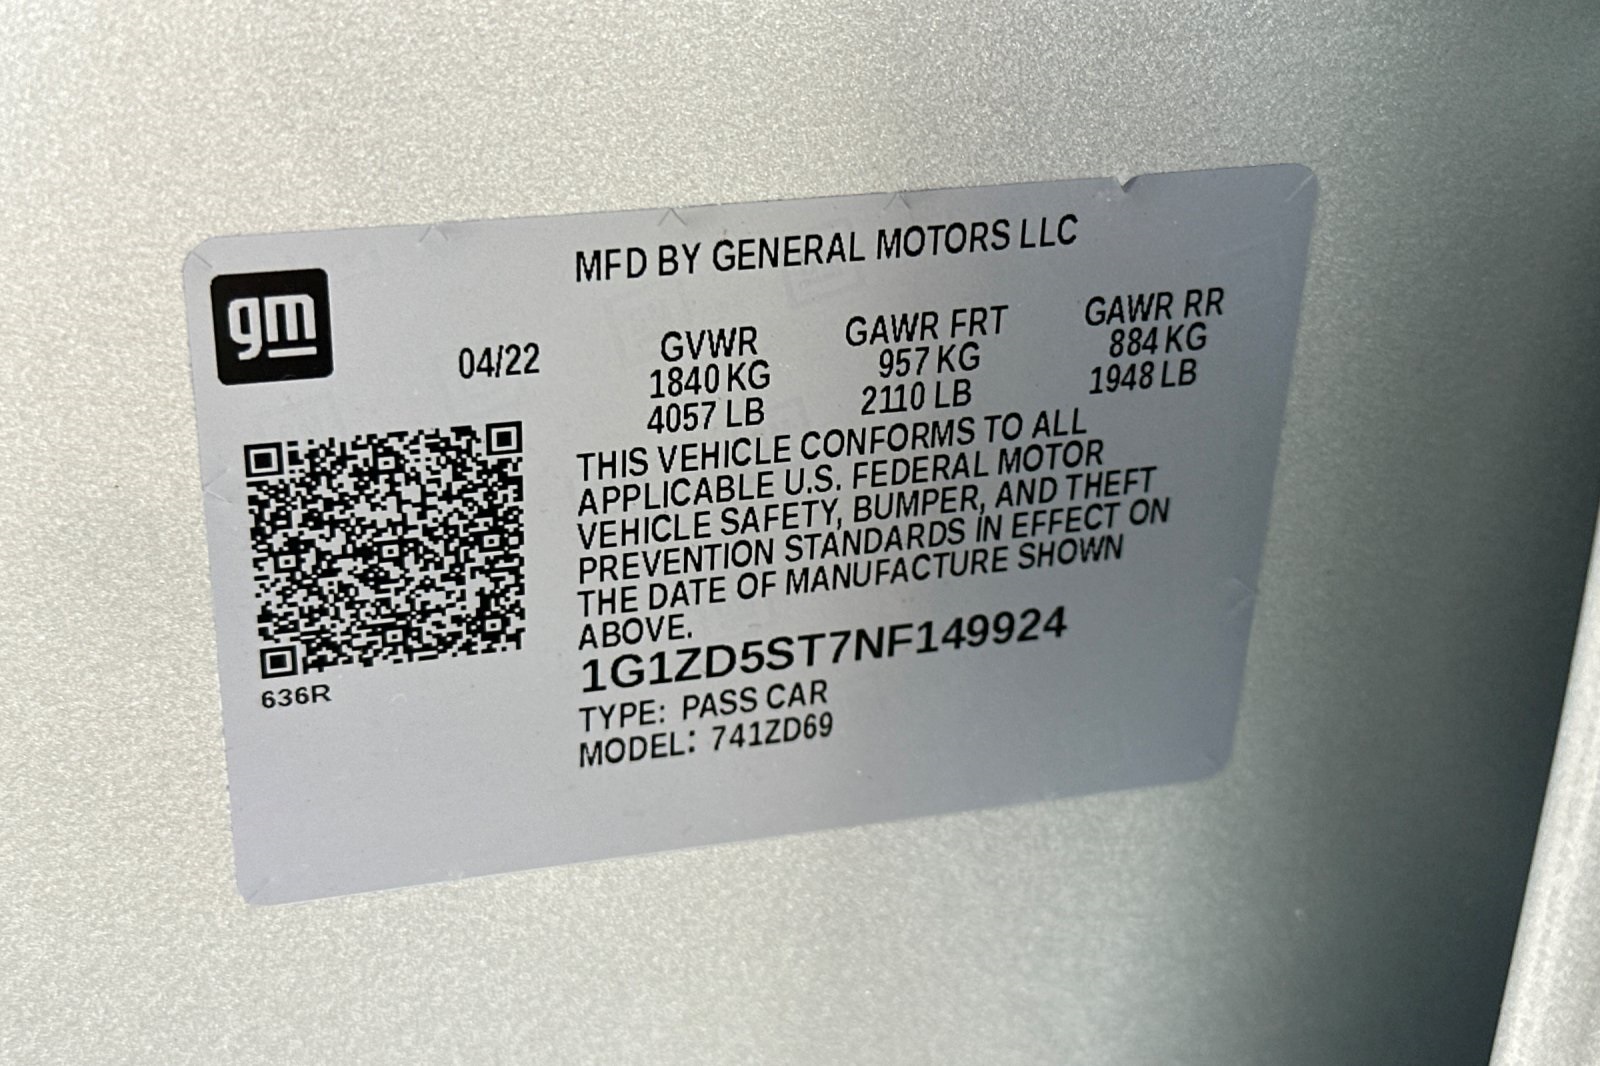 MFD BY GENERAL MOTORS LLC
gm
04/22
GVWR
1840 KG
4057 LB
GAWR FRT
957 KG
2110 LB
GAWR RR
884 KG
1948 LB
THIS VEHICLE CONFORMS TO ALL
APPLICABLE U.S. FEDERAL MOTOR
VEHICLE SAFETY, BUMPER, AND THEFT
PREVENTION STANDARDS IN EFFECT ON
THE DATE OF MANUFACTURE SHOWN
ABOVE.
1G1ZD5ST7NF149924
TYPE: PASS CAR
MODEL: 741ZD69
636R